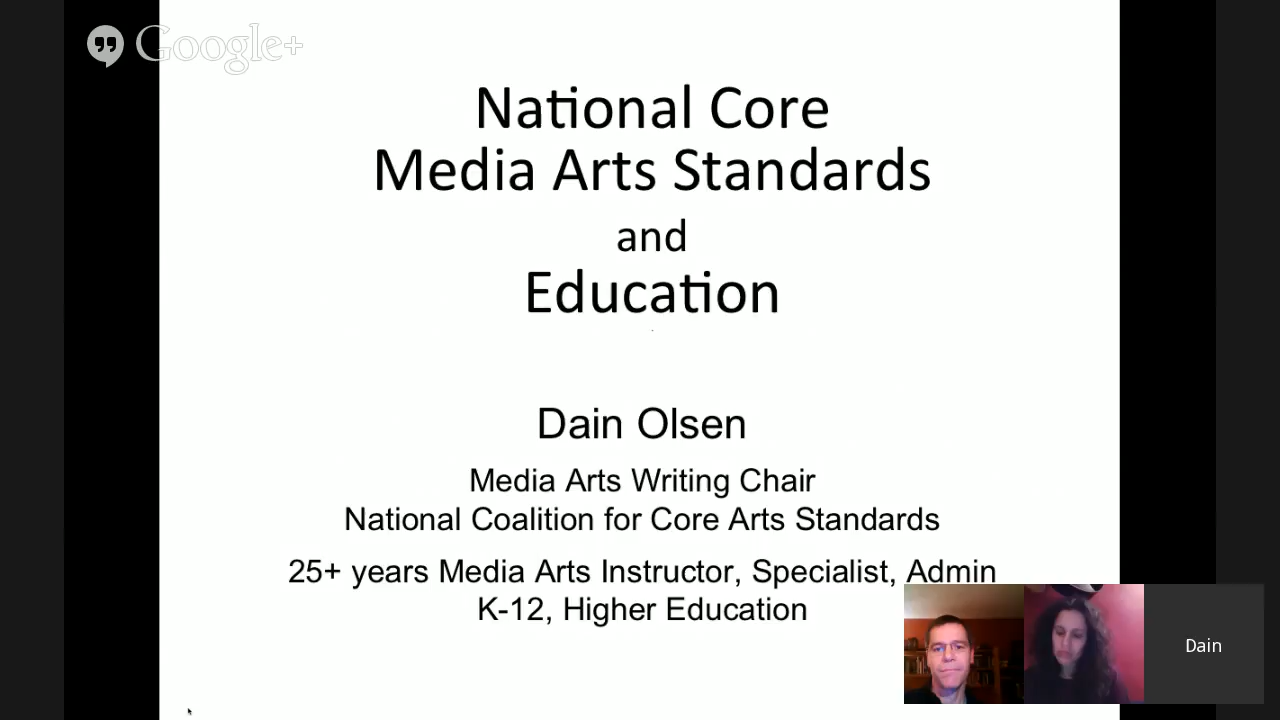 Google+
National Core
Media Arts Standards
and
Education
Dain Olsen
Media Arts Writing Chair
National Coalition for Core Arts Standards
25+ years Media Arts Instructor, Specialist, Admin
K-12, Higher Education
Dain